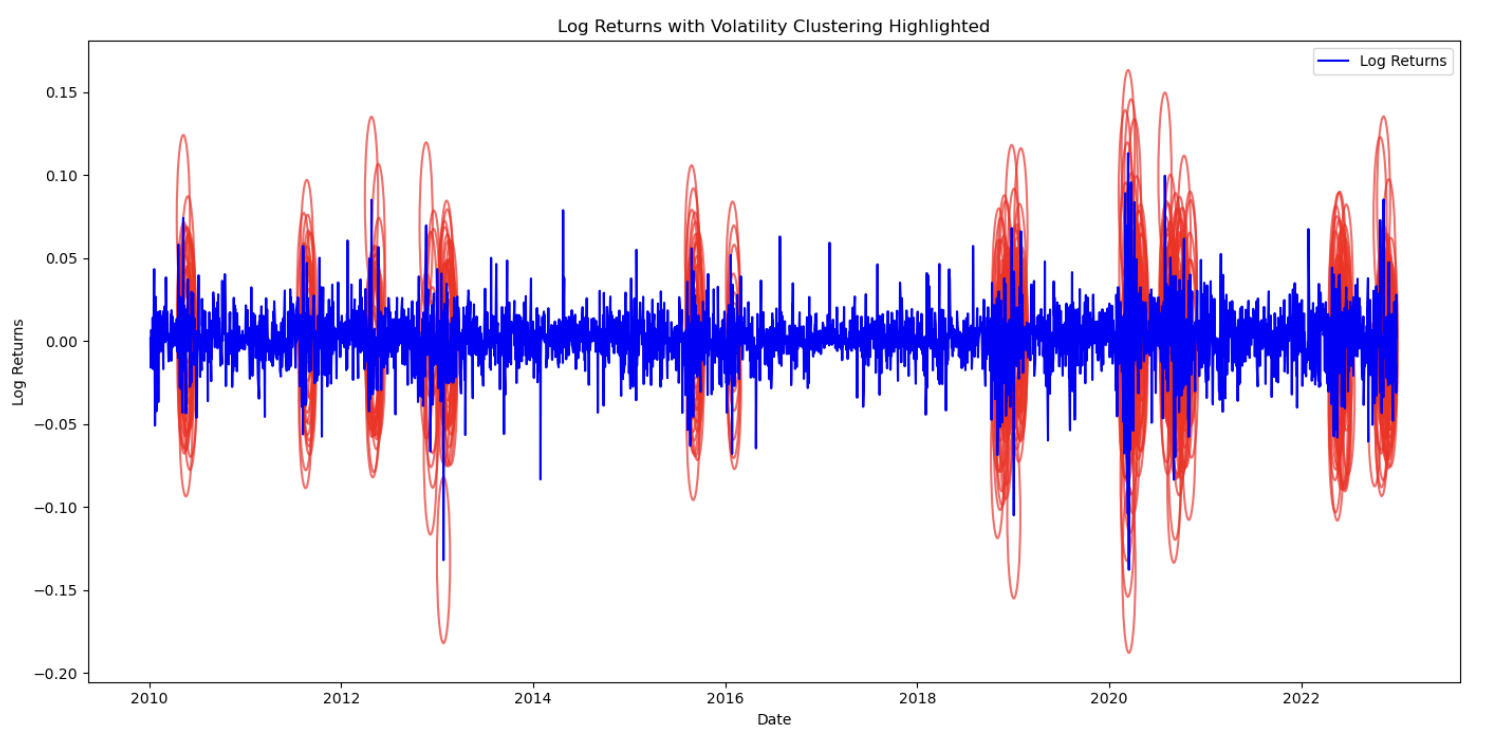 Log Returns with Volatility Clustering Highlighted
Log Returns
0.15
0.10
0.05
0.00
−0.05
−0.10
−0.15
−0.20
Log Returns
2010 2012 2014 2016 2018 2020 2022
Date